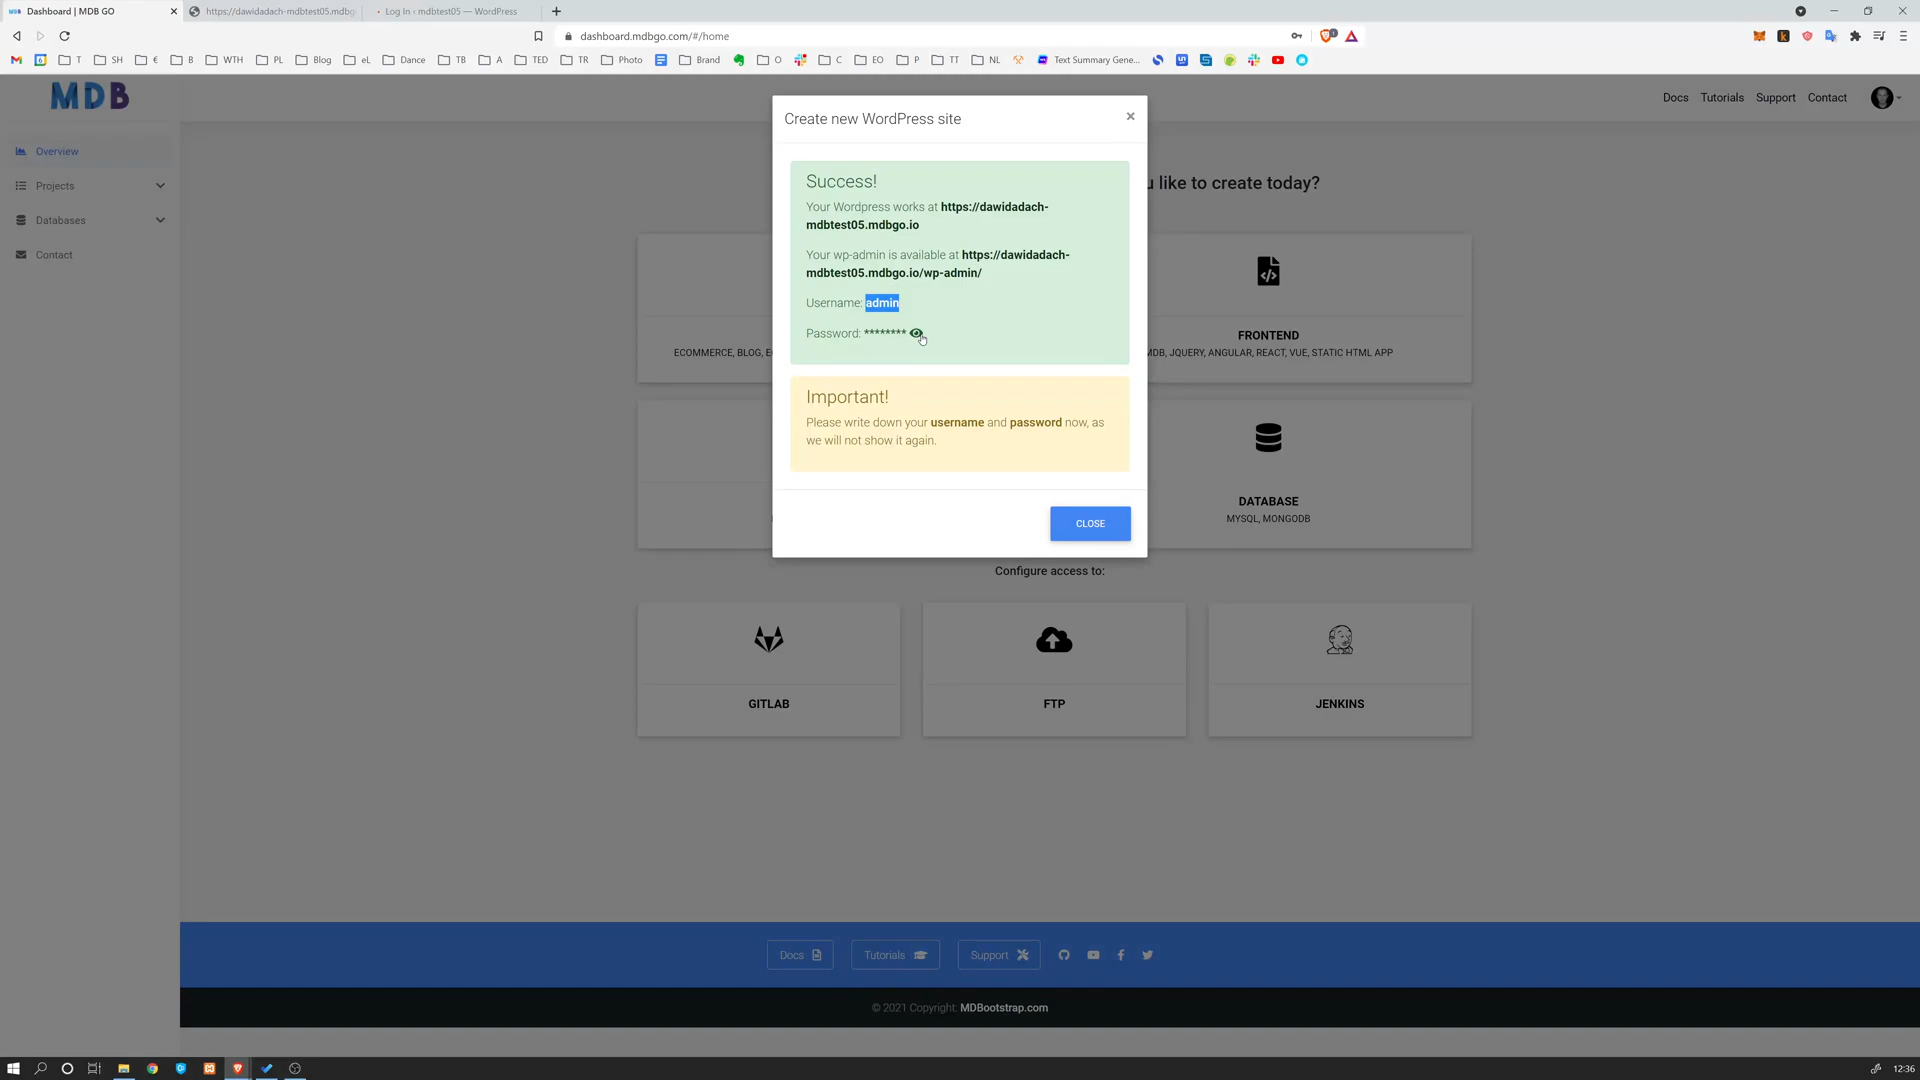 Dashboard | MDB GO
https://dawidadach-mdbtest05.mdbg
Log In ‹ mdbtest05 — WordPress
dashboard.mdbgo.com/#/home
T
SH
€
B
WTH
PL
Blog
eL
Dance
TB
A
TED
TR
Photo
Brand
O
C
EO
P
TT
NL
Text Summary Gene...
MDB
Docs
Tutorials
Support
Contact
Overview
Projects
Databases
Contact
Create new WordPress site
×
Success!
Your Wordpress works at https://dawidadach-
mdbtest05.mdbgo.io
Your wp-admin is available at https://dawidadach-
mdbtest05.mdbgo.io/wp-admin/
Username: admin
Password: ********
Important!
Please write down your username and password now, as
we will not show it again.
CLOSE
u like to create today?
ECOMMERCE, BLOG, E
FRONTEND
MDB, JQUERY, ANGULAR, REACT, VUE, STATIC HTML APP
DATABASE
MYSQL, MONGODB
Configure access to:
GITLAB
FTP
JENKINS
Docs
Tutorials
Support
© 2021 Copyright: MDBootstrap.com
12:36